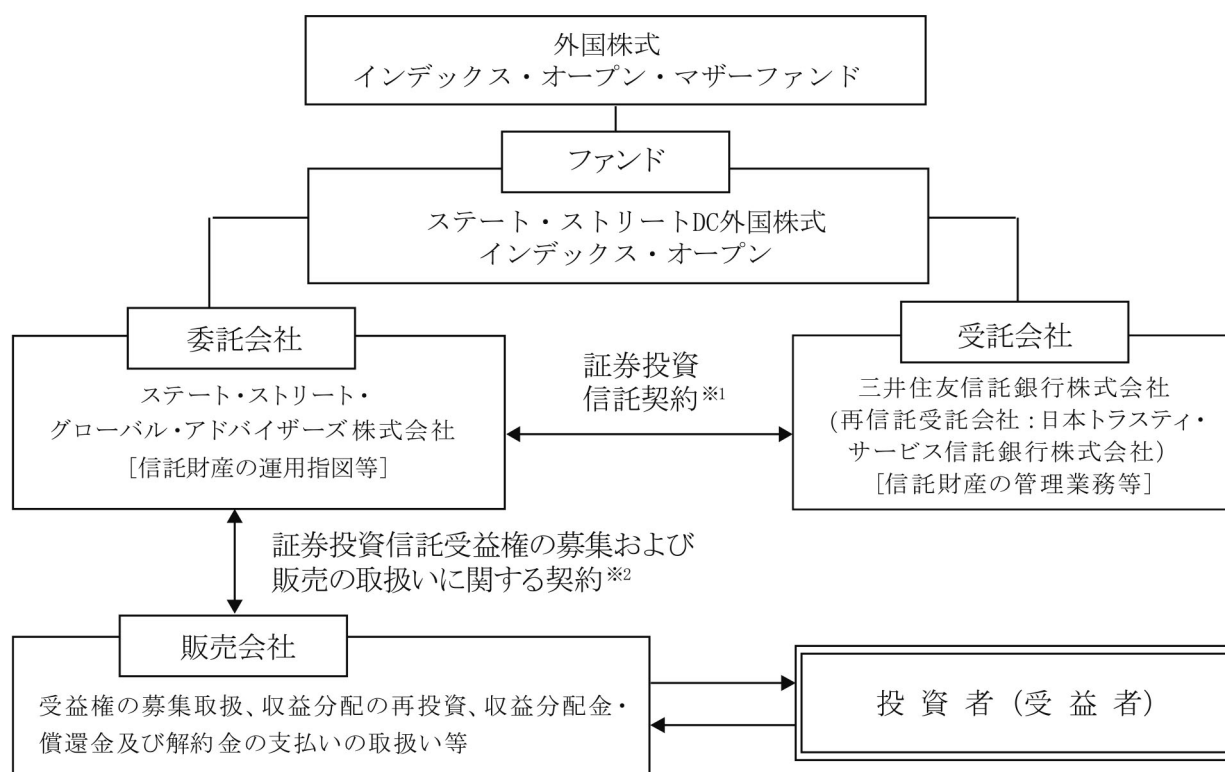 外国株式
インデックス・オープン・マザーファンド
ファンド
ステート・ストリートDC外国株式
インデックス・オープン
委託会社
ステート・ストリート・
グローバル・アドバイザーズ株式会社
[信託財産の運用指図等]
証券投資
信託契約※1
受託会社
三井住友信託銀行株式会社
(再信託受託会社:日本トラスティ・
サービス信託銀行株式会社)
[信託財産の管理業務等]
証券投資信託受益権の募集および
販売の取扱いに関する契約※2
販売会社
受益権の募集取扱、収益分配の再投資、収益分配金・
償還金及び解約金の支払いの取扱い等
投資者(受益者)